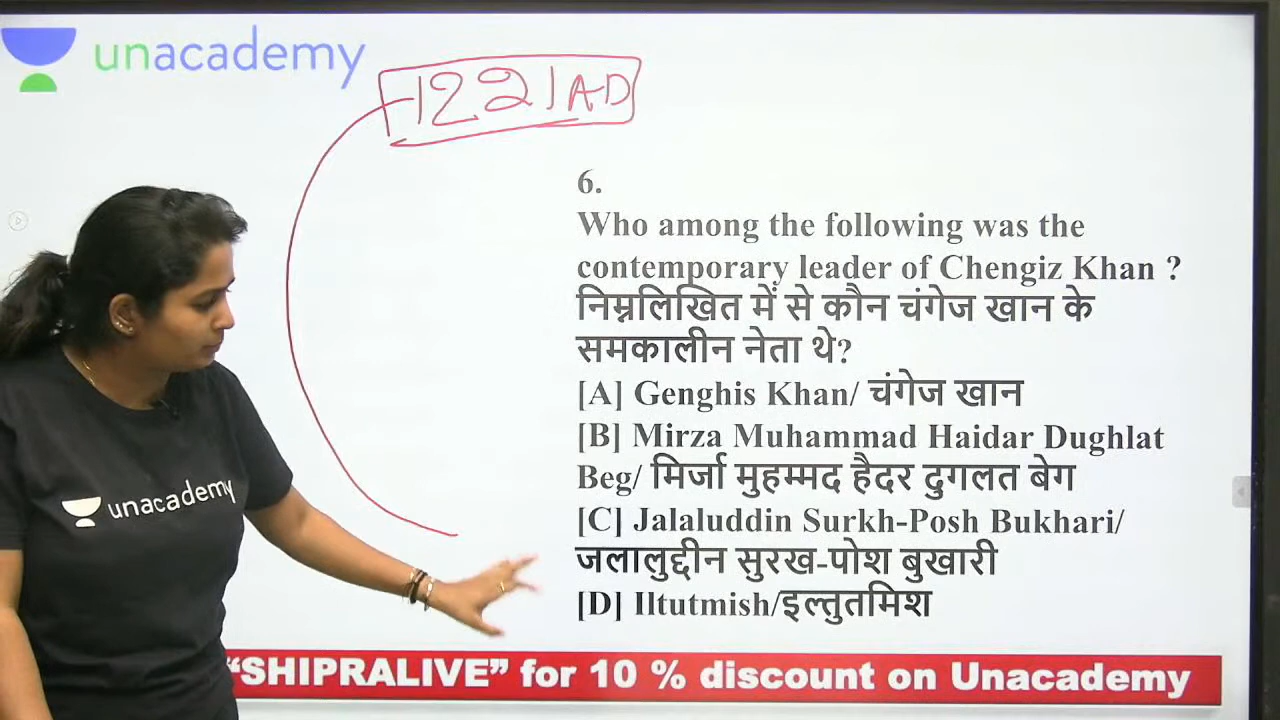 unacademy
1221 AD
6.
Who among the following was the
contemporary leader of Chengiz Khan ?
निम्नलिखित में से कौन चंगेज खान के
समकालीन नेता थे?
[A] Genghis Khan/ चंगेज खान
[B] Mirza Muhammad Haidar Dughlat
Beg/ मिर्जा मुहम्मद हैदर दुगलत बेग
[C] Jalaluddin Surkh-Posh Bukhari/
जलालुद्दीन सुरख-पोश बुखारी
[D] Iltutmish/इल्तुतमिश
unacademy
“SHIPRALIVE” for 10 % discount on Unacademy